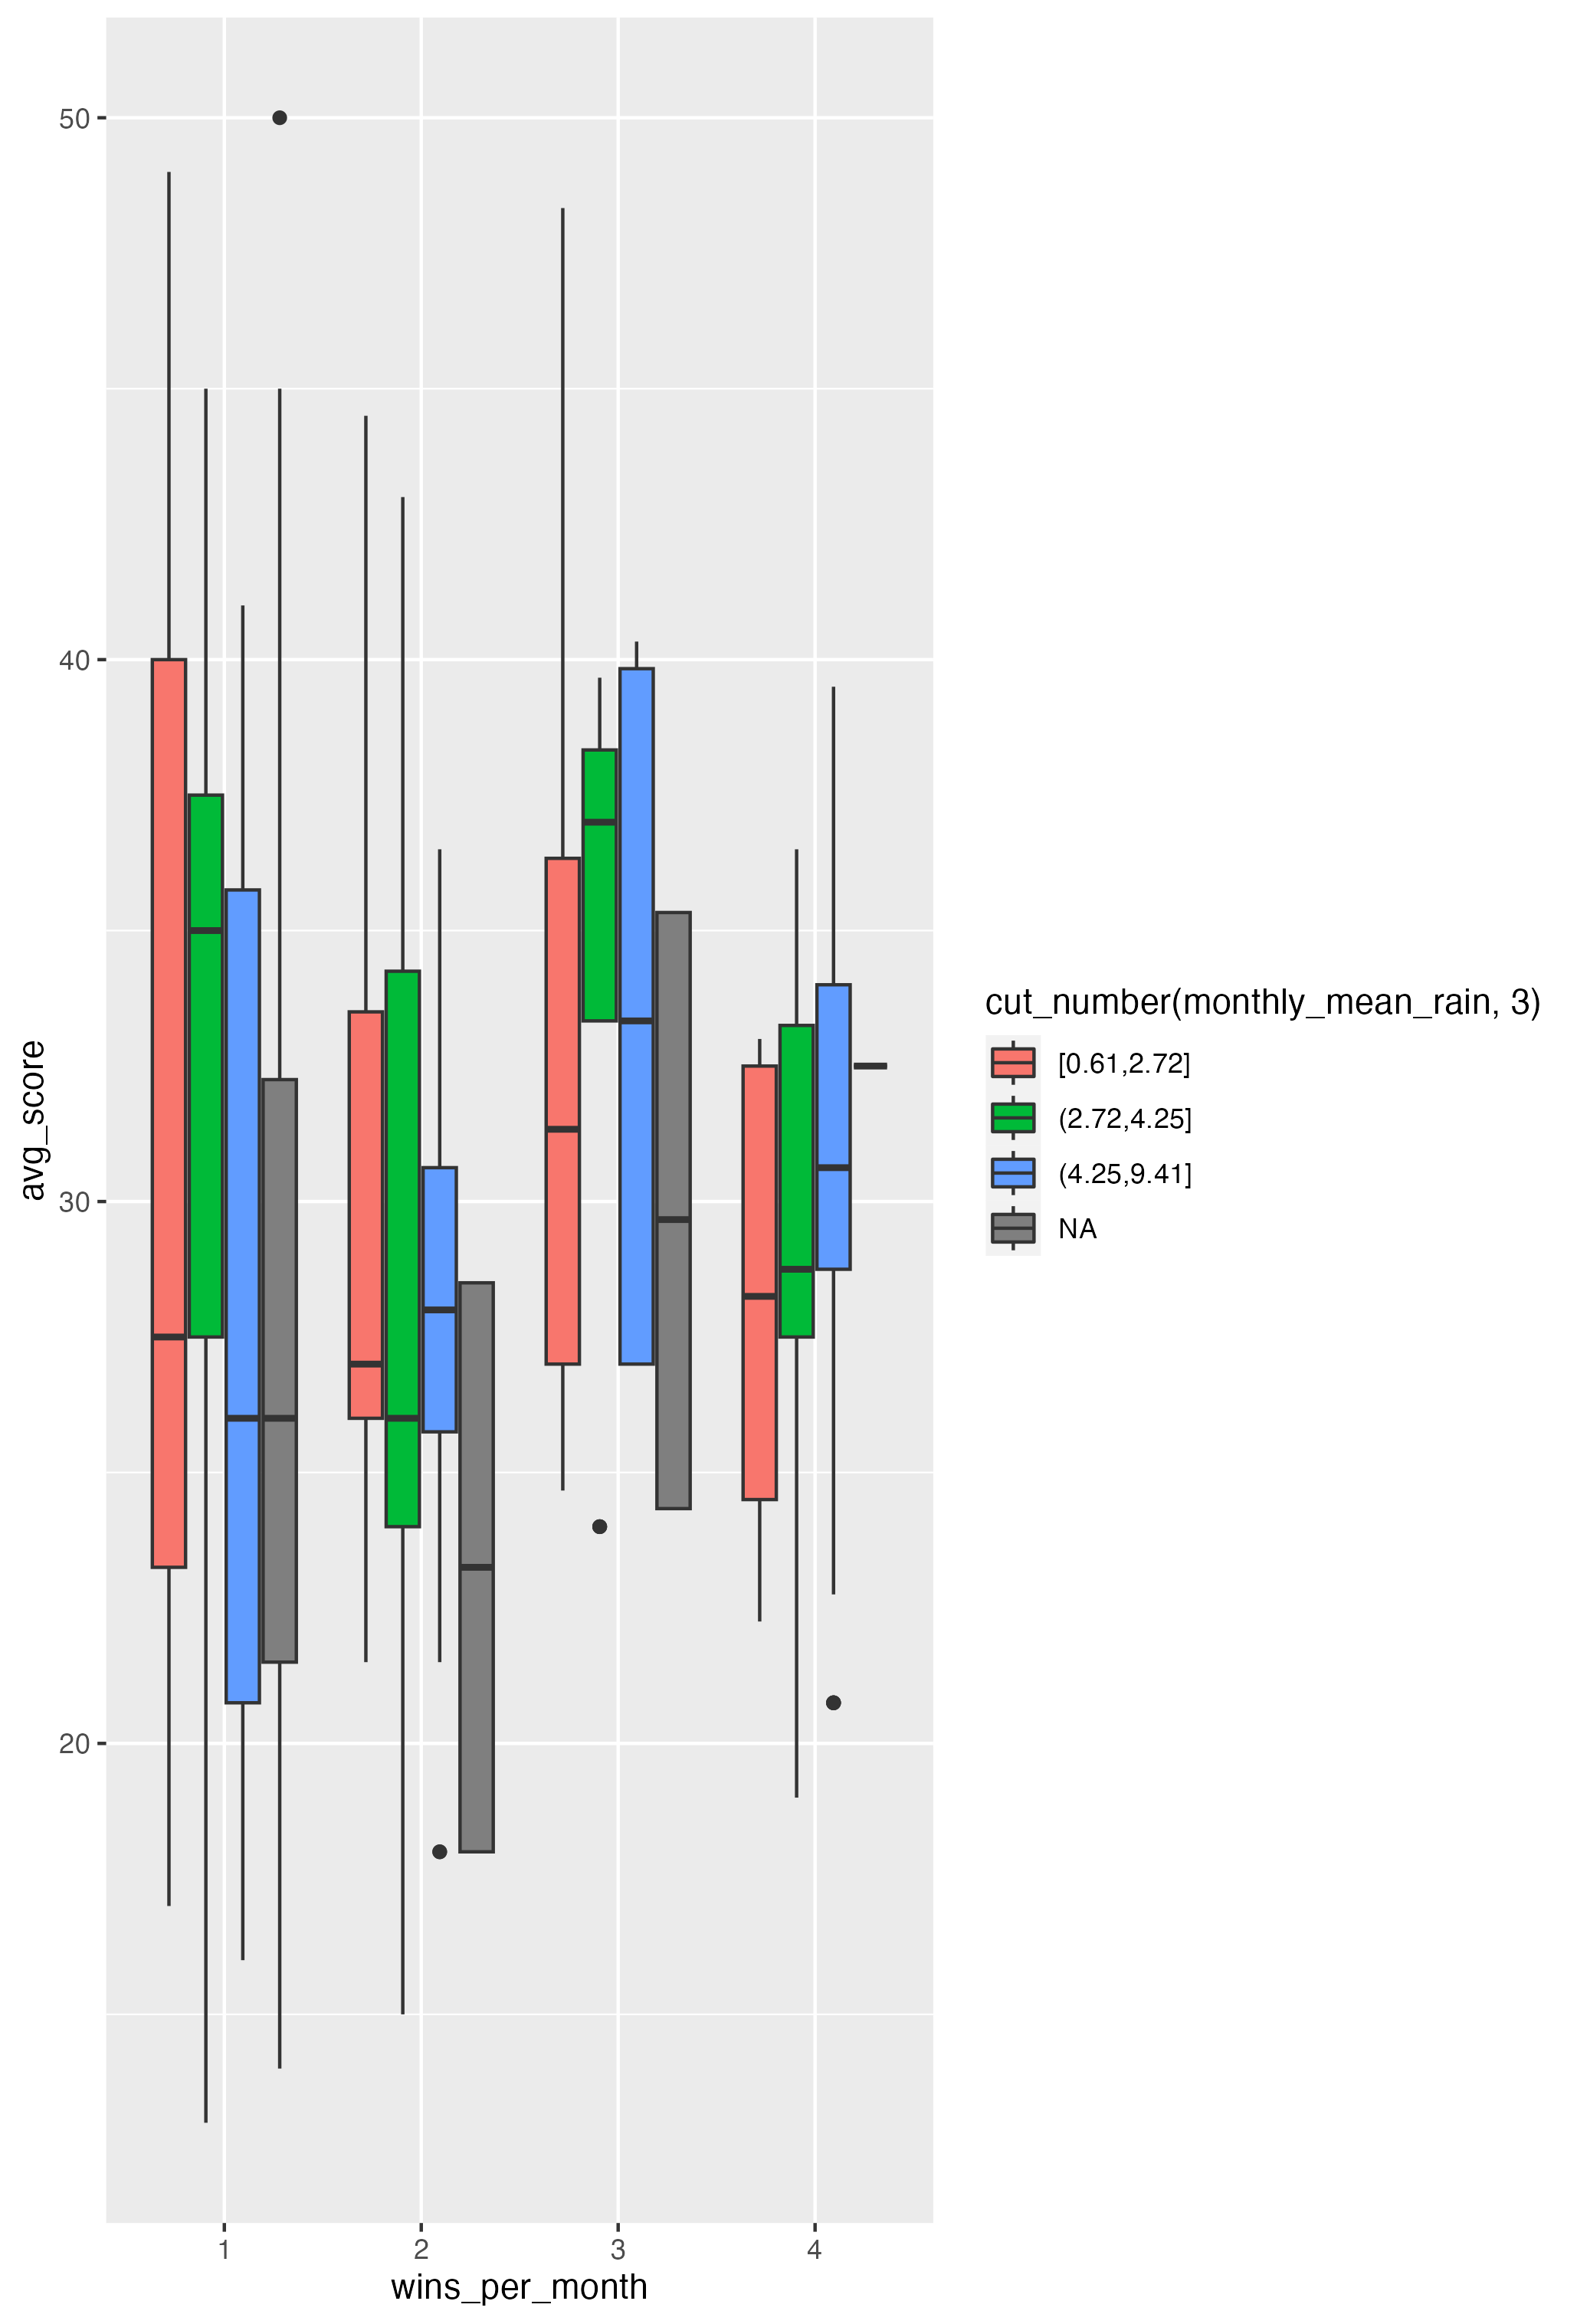 50
40
30
20
avg_score
1 2 3 4
wins_per_month
cut_number(monthly_mean_rain, 3)
[0.61,2.72]
(2.72,4.25]
(4.25,9.41]
NA